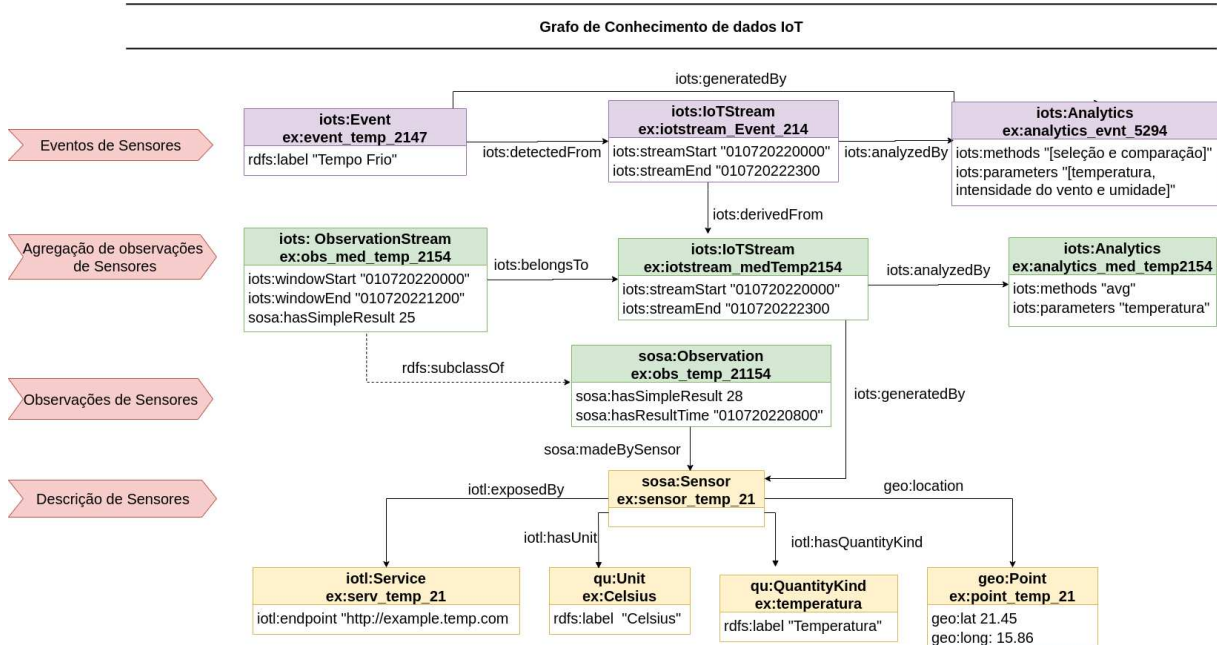 Grafo de Conhecimento de dados IoT
iots:generatedBy
Eventos de Sensores
iots:Event
ex:event_temp_2147
rdfs:label "Tempo Frio"
iots:detectedFrom
iots:IoTStream
ex:iotstream_Event_214
iots:streamStart "010720220000"
iots:streamEnd "010720222300
iots:analyzedBy
iots:Analytics
ex:analytics_evnt_5294
iots:methods "[seleção e comparação]"
iots:parameters "[temperatura,
intensidade do vento e umidade]"
iots:derivedFrom
Agregação de observações
de Sensores
iots: ObservationStream
ex:obs_med_temp_2154
iots:windowStart "010720220000"
iots:windowEnd "010720221200"
sosa:hasSimpleResult 25
iots:belongsTo
iots:IoTStream
ex:iotstream_medTemp2154
iots:streamStart "010720220000"
iots:streamEnd "010720222300
iots:analyzedBy
iots:Analytics
ex:analytics_med_temp2154
iots:methods "avg"
iots:parameters "temperatura"
rdfs:subclassOf
Observações de Sensores
sosa:Observation
ex:obs_temp_21154
sosa:hasSimpleResult 28
sosa:hasResultTime "010720220800"
iots:generatedBy
sosa:madeBySensor
Descrição de Sensores
iotl:exposedBy
sosa:Sensor
ex:sensor_temp_21
geo:location
iotl:hasUnit
iotl:hasQuantityKind
iotl:Service
ex:serv_temp_21
iotl:endpoint "http://example.temp.com
qu:Unit
ex:Celsius
rdfs:label "Celsius"
qu:QuantityKind
ex:temperatura
rdfs:label "Temperatura"
geo:Point
ex:point_temp_21
geo:lat 21.45
geo:long: 15.86